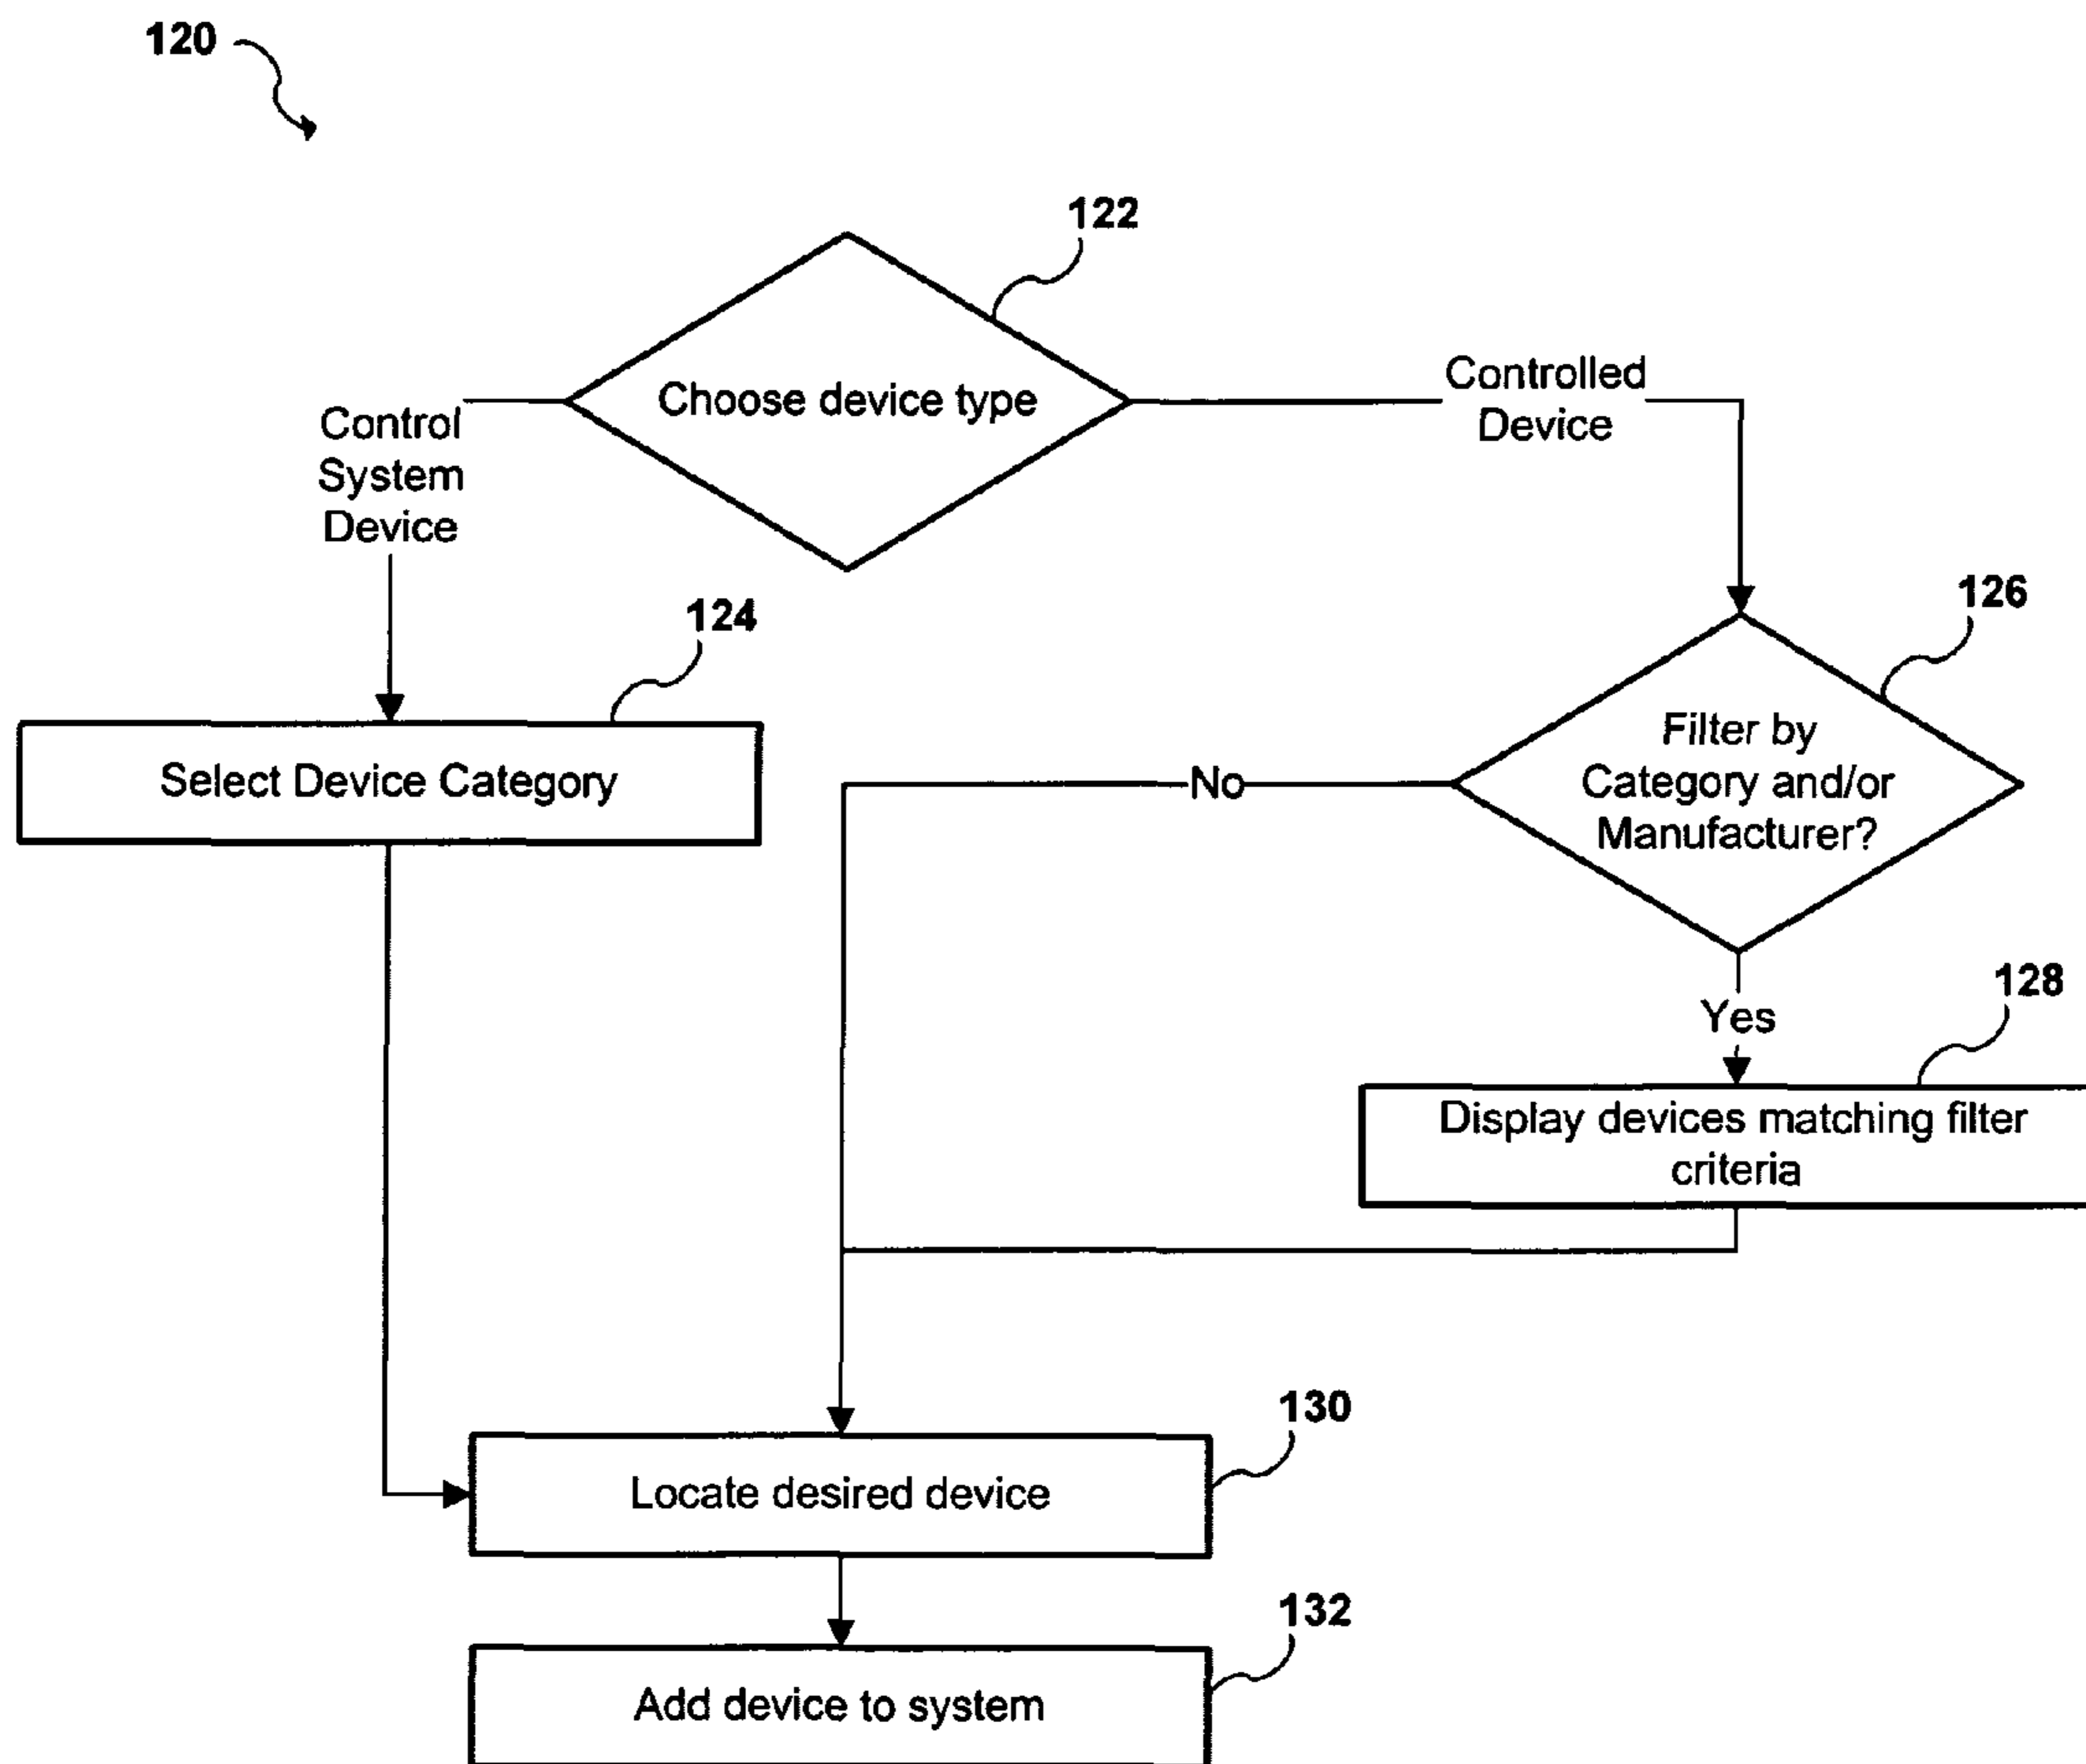 120
122
Choose device type
Controlled
Device
Control
System
Device
126
124
Filter by
Category and/or
Manufacturer?
Select Device Category
No
128
Yes
Display devices matching filter
criteria
130
Locate desired device
132
Add device to system